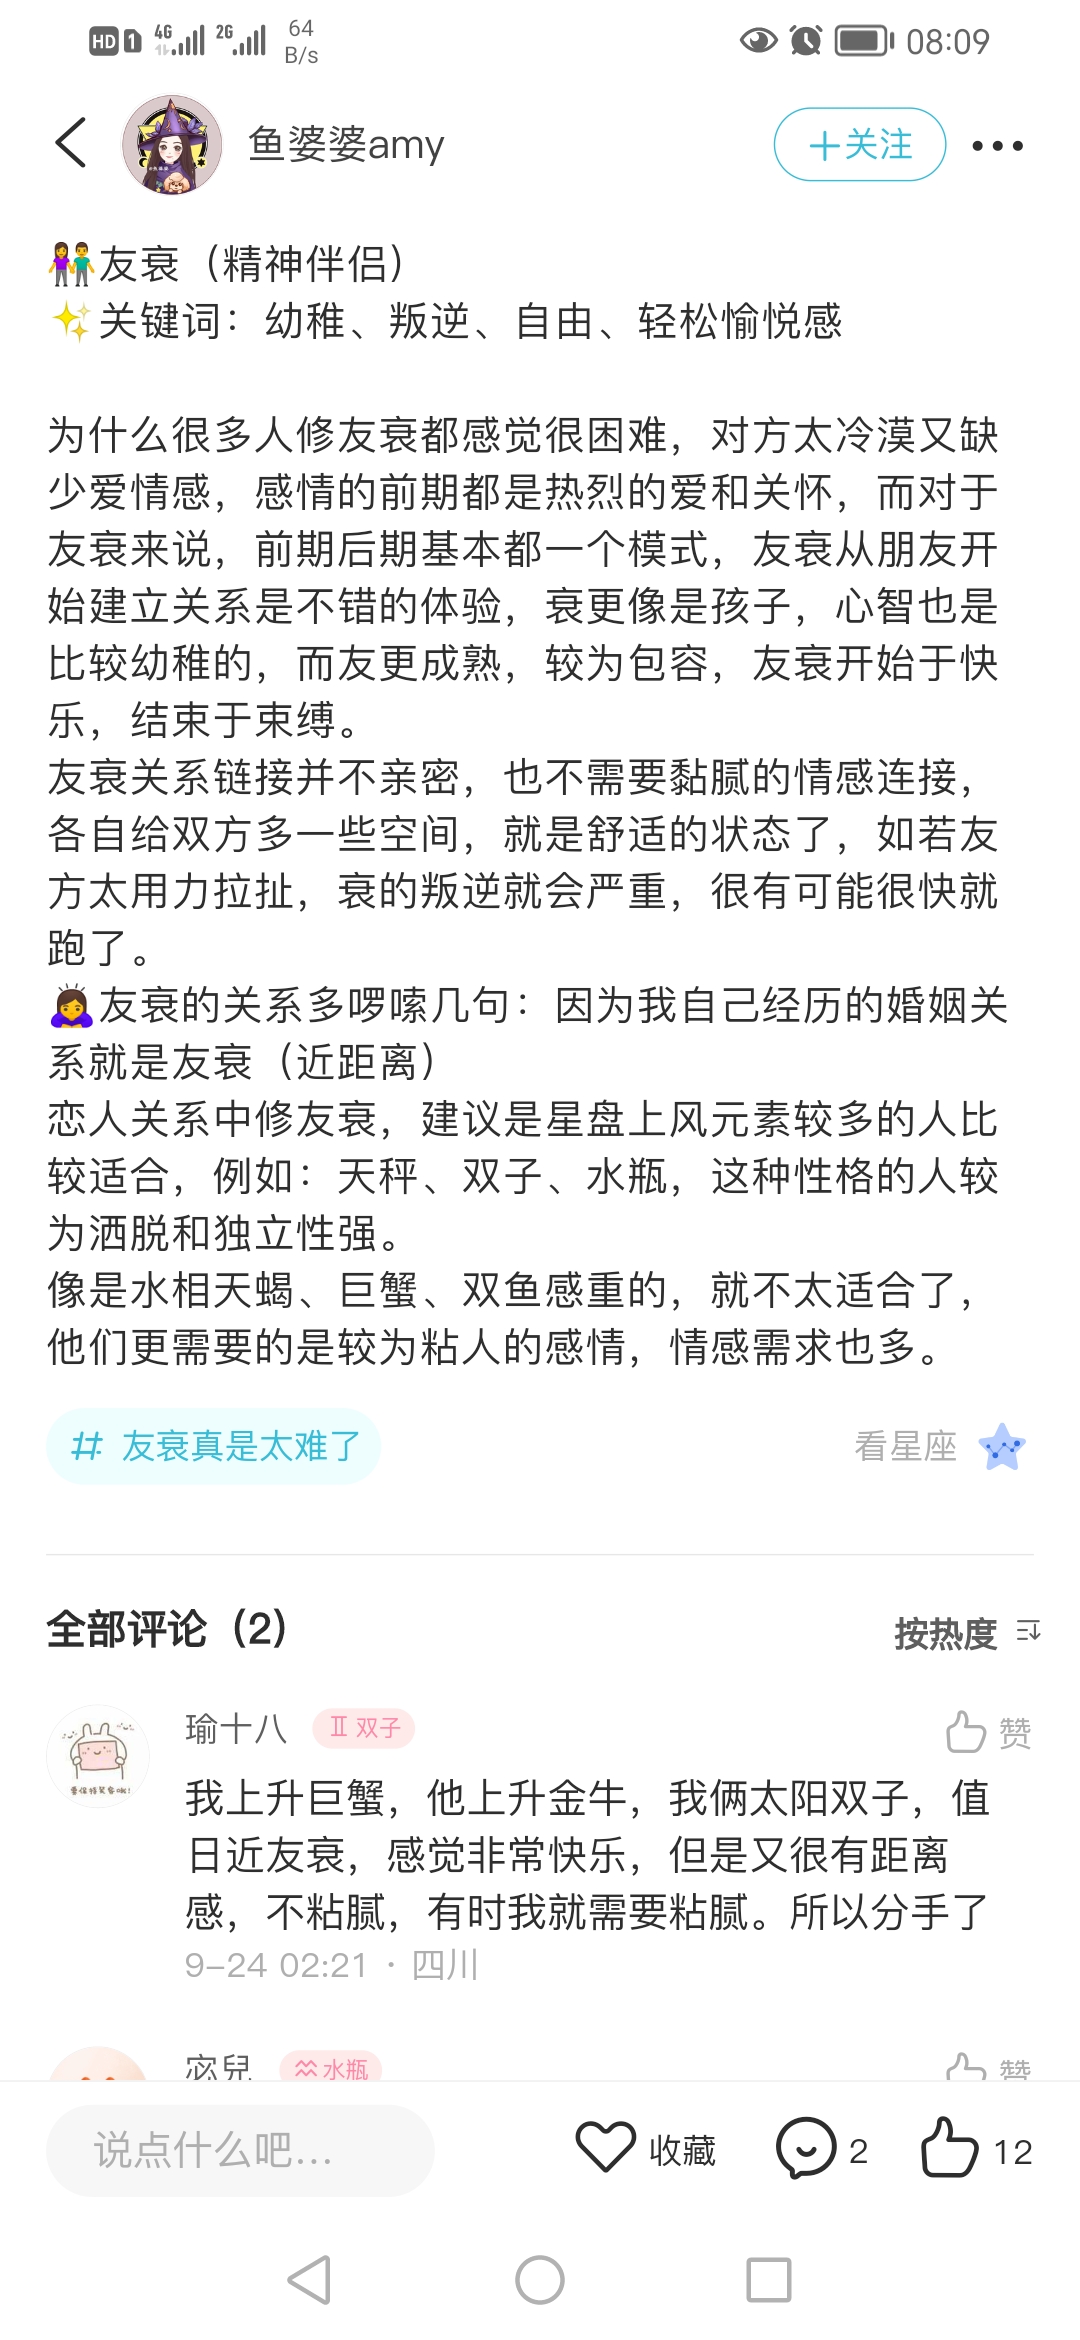 HD 1 4G 2G 64 B/s 08:09
鱼婆婆amy
+关注
友衰（精神伴侣）
关键词：幼稚、叛逆、自由、轻松愉悦感
为什么很多人修友衰都感觉很困难，对方太冷漠又缺
少爱情感，感情的前期都是热烈的爱和关怀，而对于
友衰来说，前期后期基本都一个模式，友衰从朋友开
始建立关系是不错的体验，衰更像是孩子，心智也是
比较幼稚的，而友更成熟，较为包容，友衰开始于快
乐，结束于束缚。
友衰关系链接并不亲密，也不需要黏腻的情感连接，
各自给双方多一些空间，就是舒适的状态了，如若友
方太用力拉扯，衰的叛逆就会严重，很有可能很快就
跑了。
友衰的关系多啰嗦几句：因为我自己经历的婚姻关
系就是友衰（近距离）
恋人关系中修友衰，建议是星盘上风元素较多的人比
较适合，例如：天秤、双子、水瓶，这种性格的人较
为洒脱和独立性强。
像是水相天蝎、巨蟹、双鱼感重的，就不太适合了，
他们更需要的是较为粘人的感情，情感需求也多。
# 友衰真是太难了
看星座
全部评论（2）
按热度
瑜十八 双子
赞
我上升巨蟹，他上升金牛，我俩太阳双子，值
日近友衰，感觉非常快乐，但是又很有距离
感，不粘腻，有时我就需要粘腻。所以分手了
9-24 02:21 · 四川
宓兒 水瓶
赞
说点什么吧...
收藏
2
12